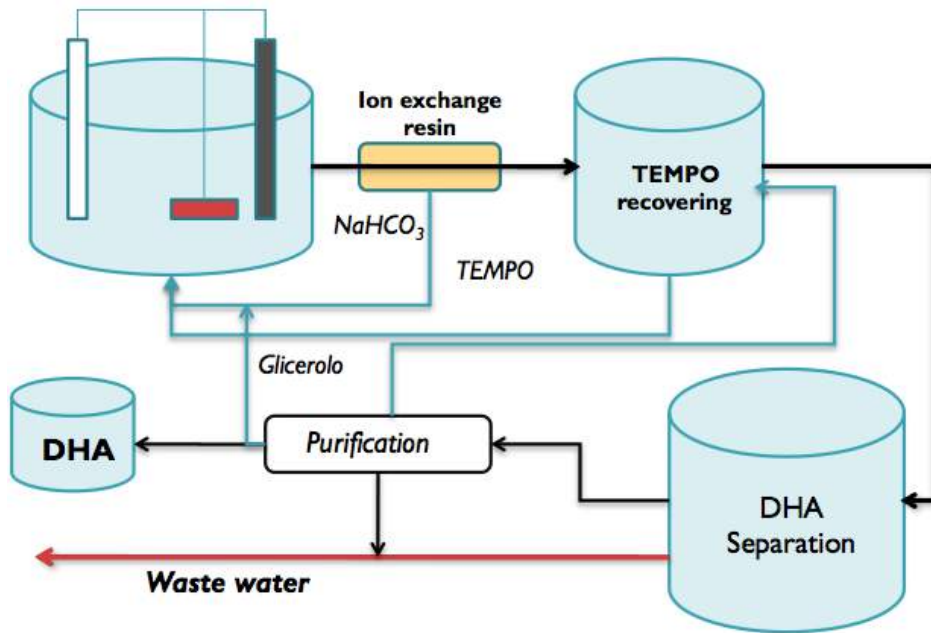 Ion exchange
resin
TEMPO
recovering
NaHCO₃
TEMPO
Glicerolo
DHA
Purification
DHA
Separation
Waste water